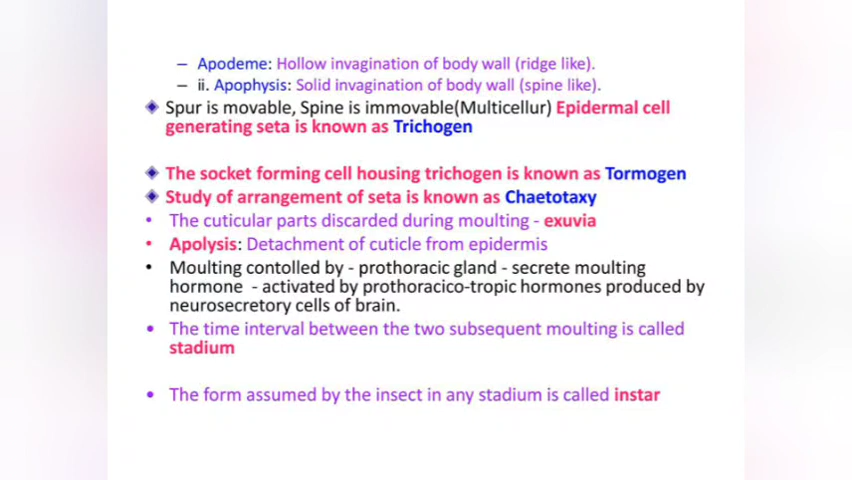 – Apodeme: Hollow invagination of body wall (ridge like).
– ii. Apophysis: Solid invagination of body wall (spine like).
Spur is movable, Spine is immovable(Multicellur) Epidermal cell
generating seta is known as Trichogen
The socket forming cell housing trichogen is known as Tormogen
Study of arrangement of seta is known as Chaetotaxy
• The cuticular parts discarded during moulting - exuvia
• Apolysis: Detachment of cuticle from epidermis
• Moulting contolled by - prothoracic gland - secrete moulting
hormone - activated by prothoracico-tropic hormones produced by
neurosecretory cells of brain.
• The time interval between the two subsequent moulting is called
stadium
• The form assumed by the insect in any stadium is called instar